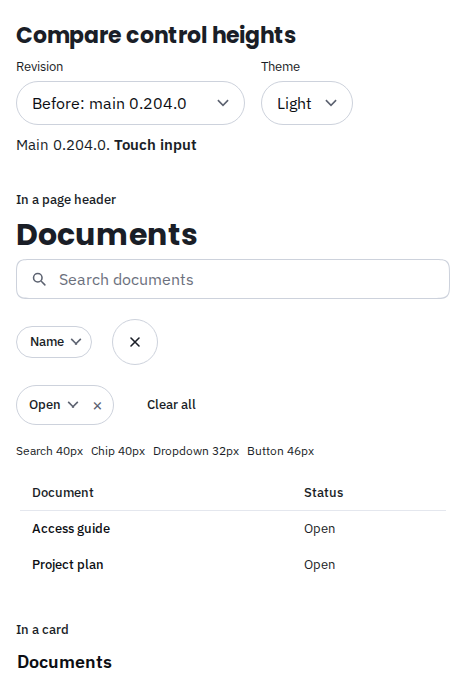 Compare control heights
Revision
Theme
Before: main 0.204.0
Light
Main 0.204.0. Touch input
In a page header
Documents
Search documents
Name
Open
Clear all
Search 40px Chip 40px Dropdown 32px Button 46px
Document Status
Access guide Open
Project plan Open
In a card
Documents